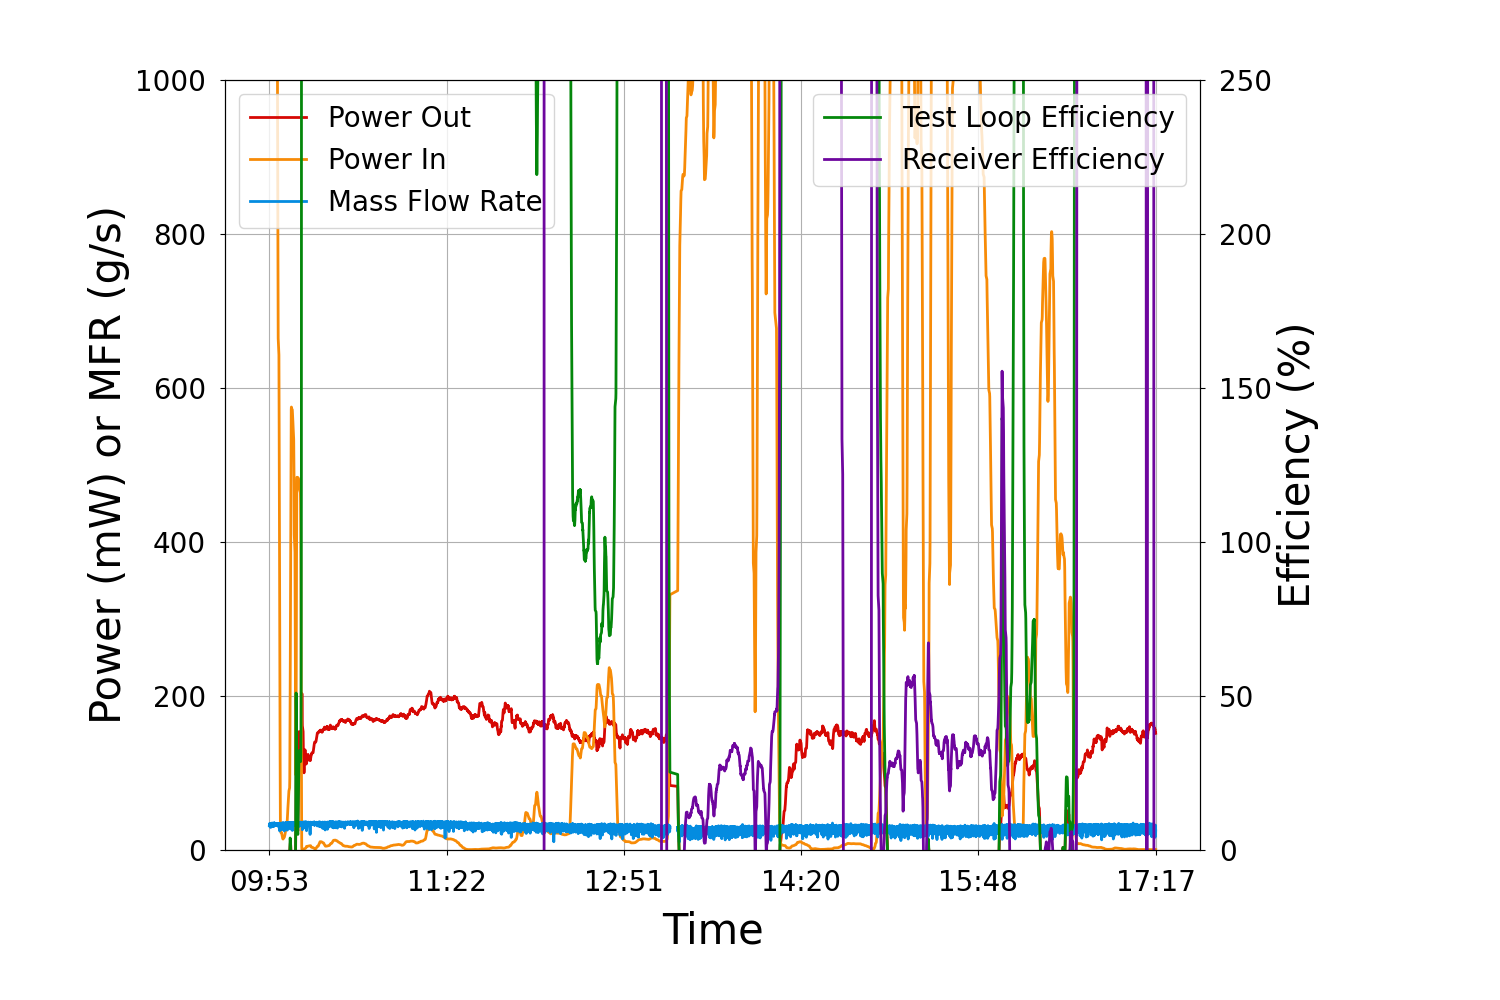 1000
800
600
400
200
0
Power (mW) or MFR (g/s)
Power Out
Power In
Mass Flow Rate
Test Loop Efficiency
Receiver Efficiency
250
200
150
100
50
0
Efficiency (%)
09:53 11:22 12:51 14:20 15:48 17:17
Time